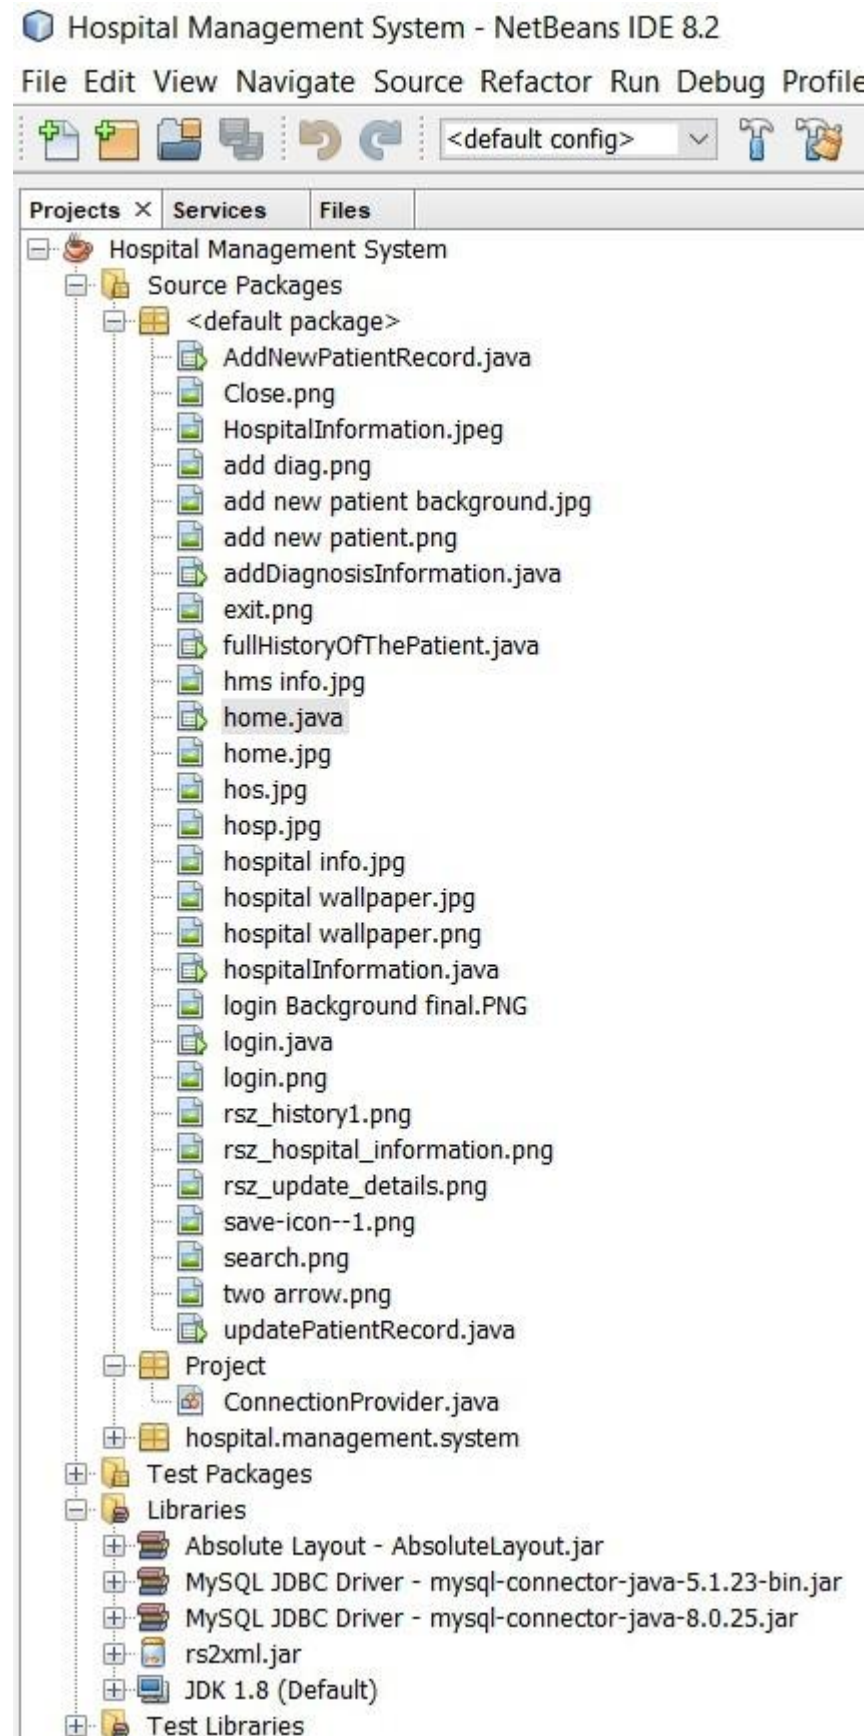 Hospital Management System - NetBeans IDE 8.2
File Edit View Navigate Source Refactor Run Debug Profile
<default config>
Projects Services Files
Hospital Management System
Source Packages
<default package>
AddNewPatientRecord.java
Close.png
HospitalInformation.jpeg
add diag.png
add new patient background.jpg
add new patient.png
addDiagnosisInformation.java
exit.png
fullHistoryOfThePatient.java
hms info.jpg
home.java
home.jpg
hos.jpg
hosp.jpg
hospital info.jpg
hospital wallpaper.jpg
hospital wallpaper.png
hospitalInformation.java
login Background final.PNG
login.java
login.png
rsz_history1.png
rsz_hospital_information.png
rsz_update_details.png
save-icon--1.png
search.png
two arrow.png
updatePatientRecord.java
Project
ConnectionProvider.java
hospital.management.system
Test Packages
Libraries
Absolute Layout - AbsoluteLayout.jar
MySQL JDBC Driver - mysql-connector-java-5.1.23-bin.jar
MySQL JDBC Driver - mysql-connector-java-8.0.25.jar
rs2xml.jar
JDK 1.8 (Default)
Test Libraries